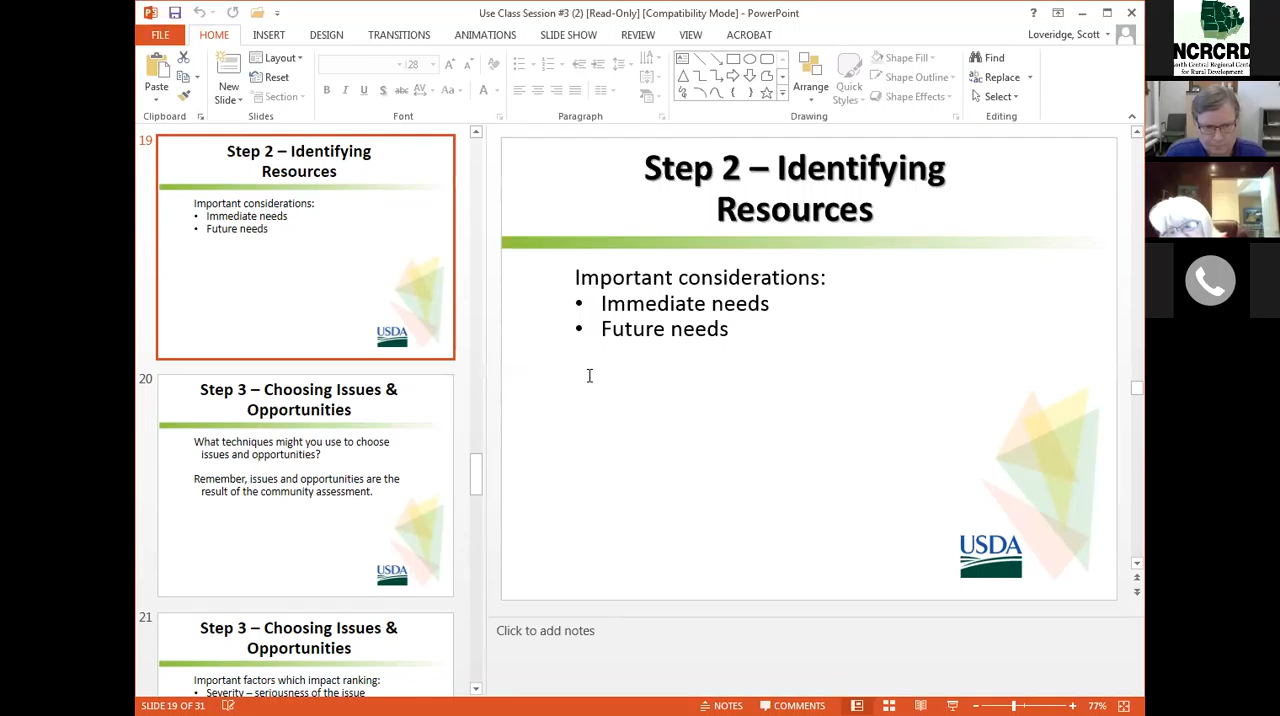 Use Class Session #3 (2) [Read-Only] [Compatibility Mode] - PowerPoint
FILE HOME INSERT DESIGN TRANSITIONS ANIMATIONS SLIDE SHOW REVIEW VIEW ACROBAT Loveridge, Scott
Paste
Clipboard
New
Slide
Layout
Reset
Section
Slides
28
B I U S abc AV Aa A
Font
Paragraph
Arrange
Quick
Styles
Shape Fill
Shape Outline
Shape Effects
Drawing
Find
Replace
Select
Editing
19
Step 2 – Identifying
Resources
Important considerations:
• Immediate needs
• Future needs
USDA
20
Step 3 – Choosing Issues &
Opportunities
What techniques might you use to choose
issues and opportunities?
Remember, issues and opportunities are the
result of the community assessment.
USDA
21
Step 3 – Choosing Issues &
Opportunities
Important factors which impact ranking:
• Severity – seriousness of the issue
Step 2 – Identifying
Resources
Important considerations:
• Immediate needs
• Future needs
USDA
Click to add notes
SLIDE 19 OF 31
NOTES COMMENTS 77%
NCRCRD
North Central Regional Center
for Rural Development